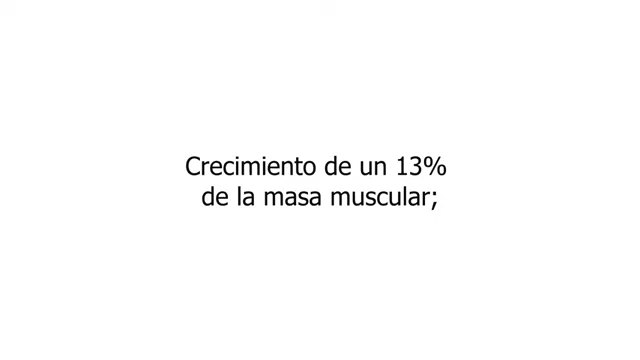 Crecimiento de un 13%
de la masa muscular;